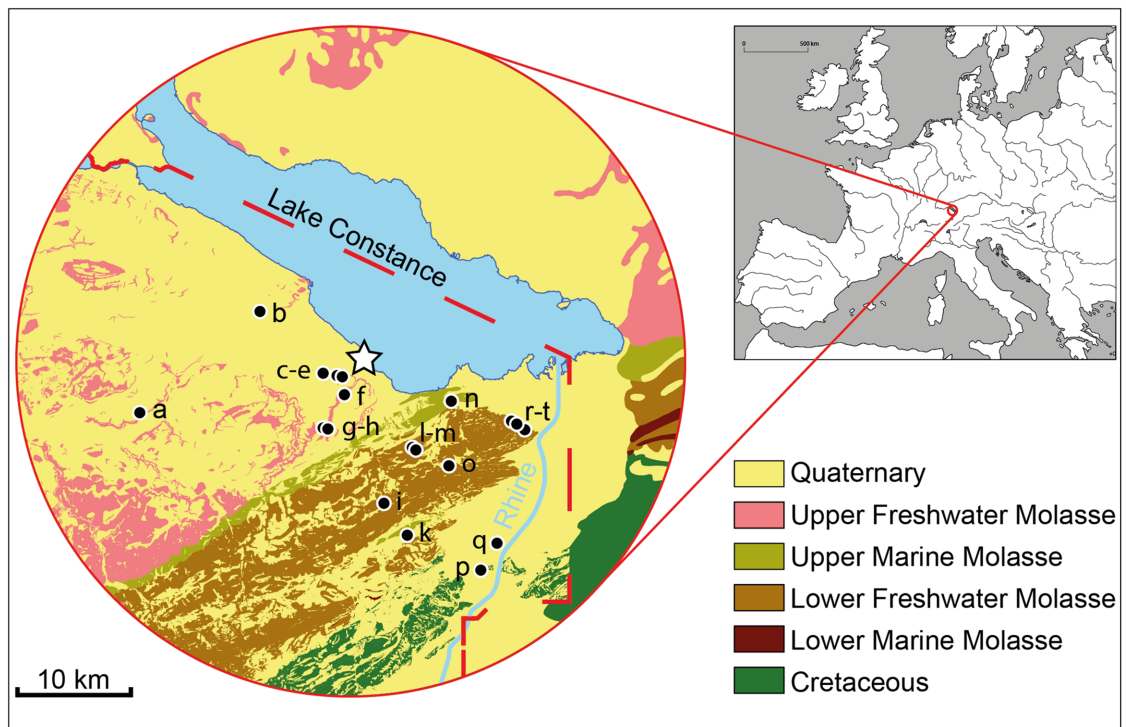 0
500 km
Lake Constance
b
c-e
f
a
n
g-h
r-t
l-m
o
i
k
q
p
Rhine
10 km
Quaternary
Upper Freshwater Molasse
Upper Marine Molasse
Lower Freshwater Molasse
Lower Marine Molasse
Cretaceous